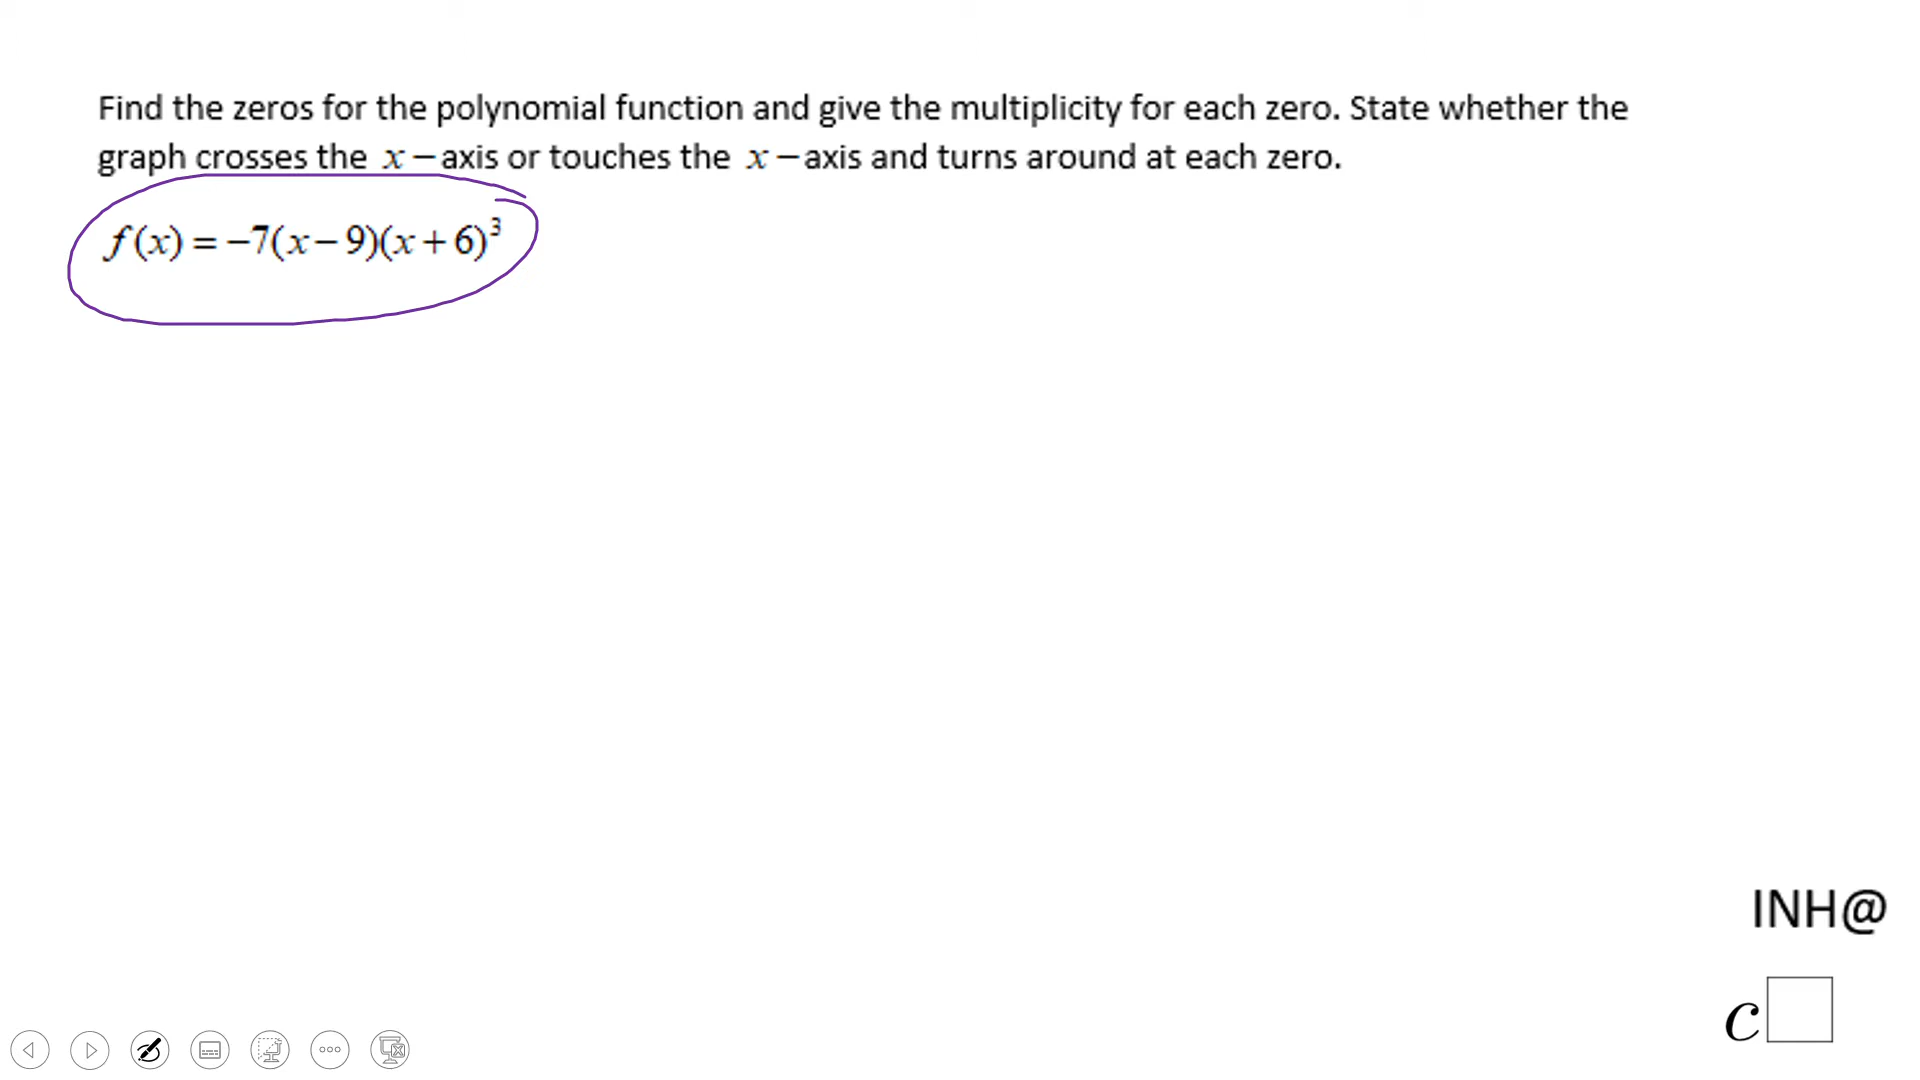 Find the zeros for the polynomial function and give the multiplicity for each zero. State whether the
graph crosses the x – axis or touches the x – axis and turns around at each zero.
f(x) = −7(x − 9)(x + 6)³
INH@
c